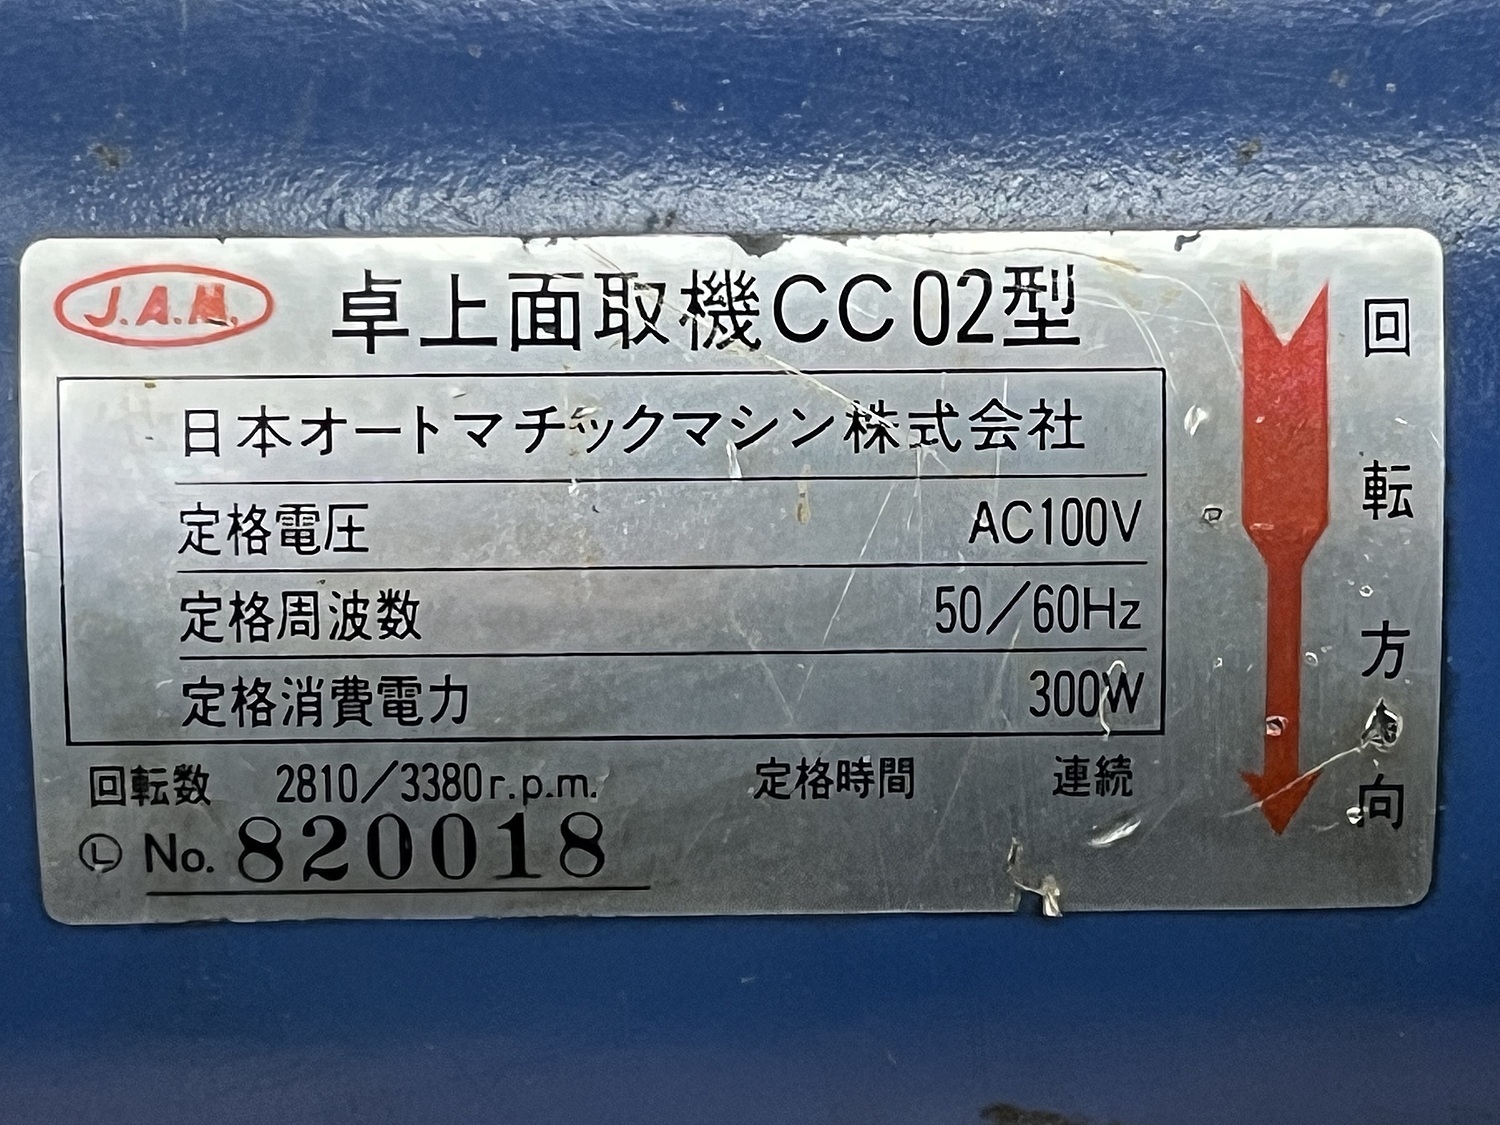 J.A.M.
卓上面取機CC02型
日本オートマチックマシン株式会社
定格電圧 AC100V
定格周波数 50/60Hz
定格消費電力 300W
回転数 2810/3380r.p.m. 定格時間 連続
Ⓛ No. 820018
回転方向